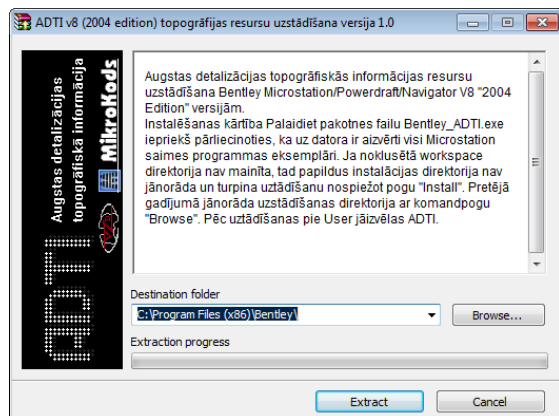 ADTI v8 (2004 edition) topogrāfijas resursu uzstādīšana versija 1.0
ADTI
Augstas detalizācijas
topogrāfiskā informācija
MikroKods
Augstas detalizācijas topogrāfiskās informācijas resursu
uzstādīšana Bentley Microstation/Powerdraft/Navigator V8 "2004
Edition" versijām.
Instalēšanas kārtība Palaidiet pakotnes failu Bentley_ADTI.exe
iepriekš pārliecinoties, ka uz datora ir aizvērti visi Microstation
saimes programmas eksemplāri. Ja noklusētā workspace
direktorija nav mainīta, tad papildus instalācijas direktorija nav
jānorāda un turpina uztādīšanu nospiežot pogu "Install". Pretējā
gadījumā jānorāda uzstādīšanas direktorija ar komandpogu
"Browse". Pēc uztādīšanas pie User jāizvēlas ADTI.
Destination folder
C:\Program Files (x86)\Bentley\
Browse...
Extraction progress
Extract
Cancel